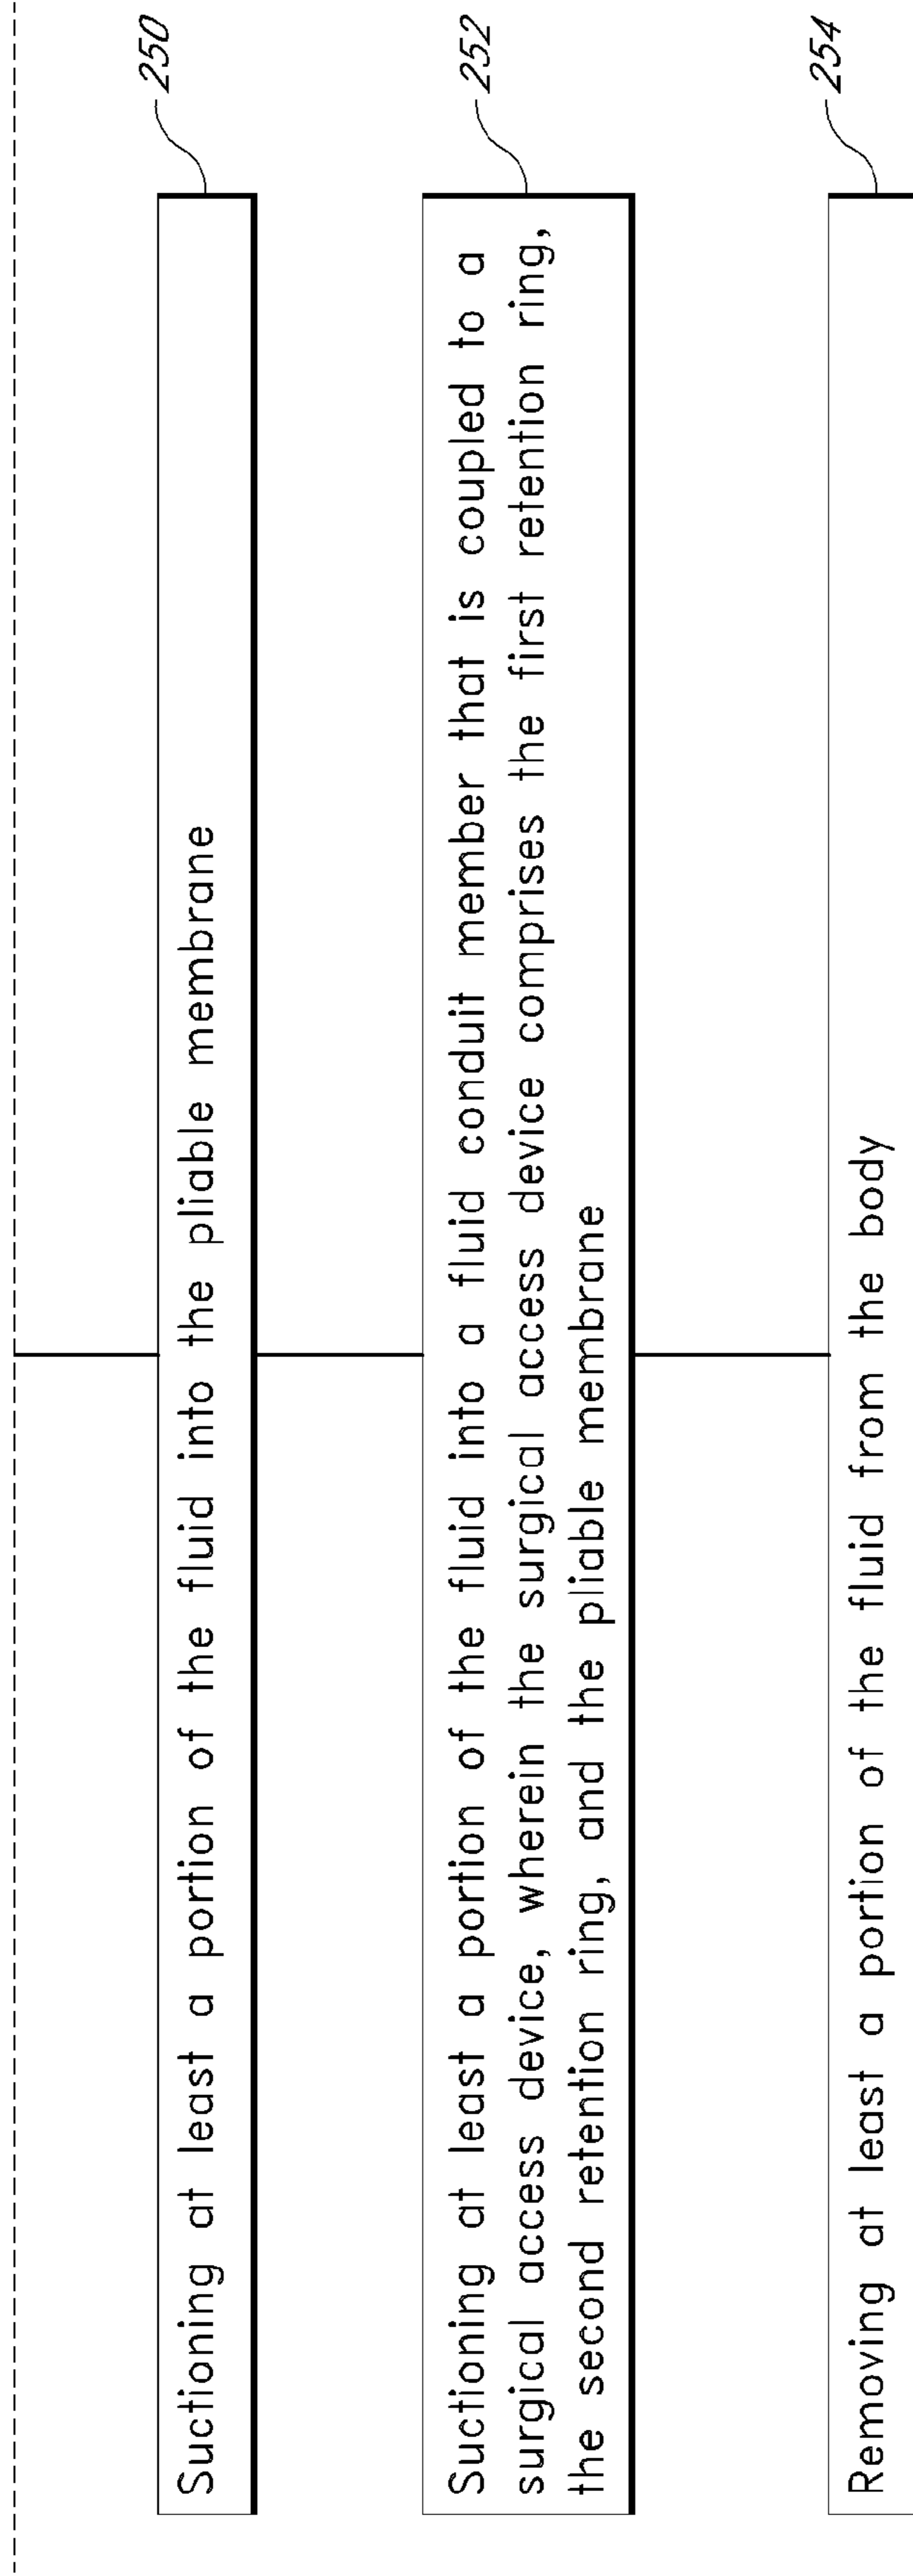 250
Suctioning at least a portion of the fluid into the pliable membrane
252
Suctioning at least a portion of the fluid into a fluid conduit member that is coupled to a
surgical access device, wherein the surgical access device comprises the first retention ring,
the second retention ring, and the pliable membrane
254
Removing at least a portion of the fluid from the body